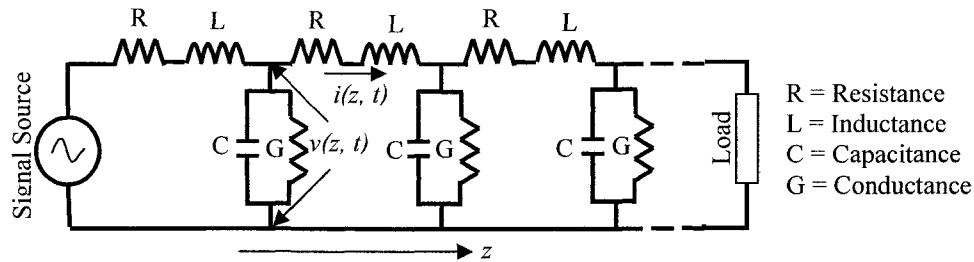 R L R L R L
i(z, t)
Signal Source
C G v(z, t) C G C G
Load
R = Resistance
L = Inductance
C = Capacitance
G = Conductance
z